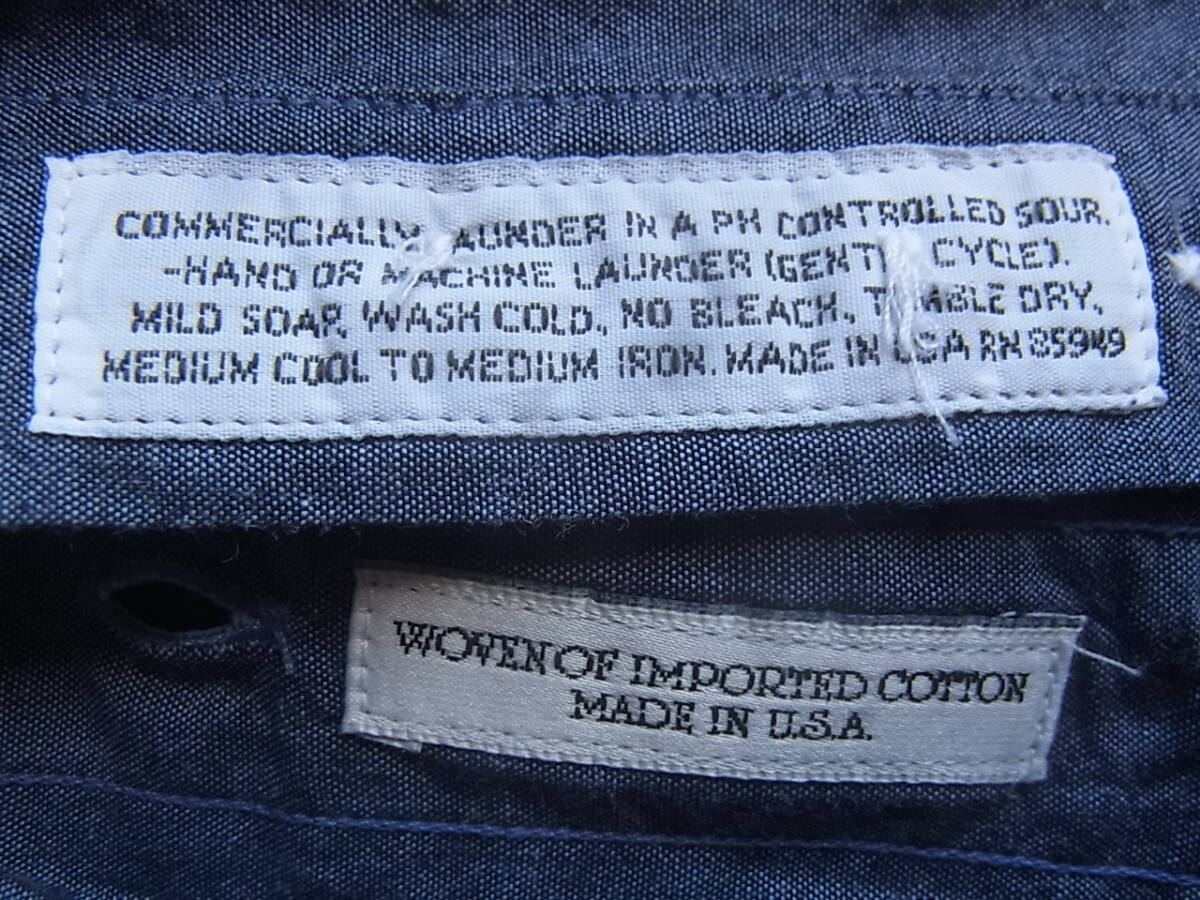 COMMERCIALLY LAUNDER IN A PH CONTROLLED SOUR.
-HAND OR MACHINE LAUNDER (GENTLE CYCLE).
MILD SOAP, WASH COLD, NO BLEACH, TUMBLE DRY,
MEDIUM COOL TO MEDIUM IRON. MADE IN USA RN 85949
WOVEN OF IMPORTED COTTON
MADE IN U.S.A.